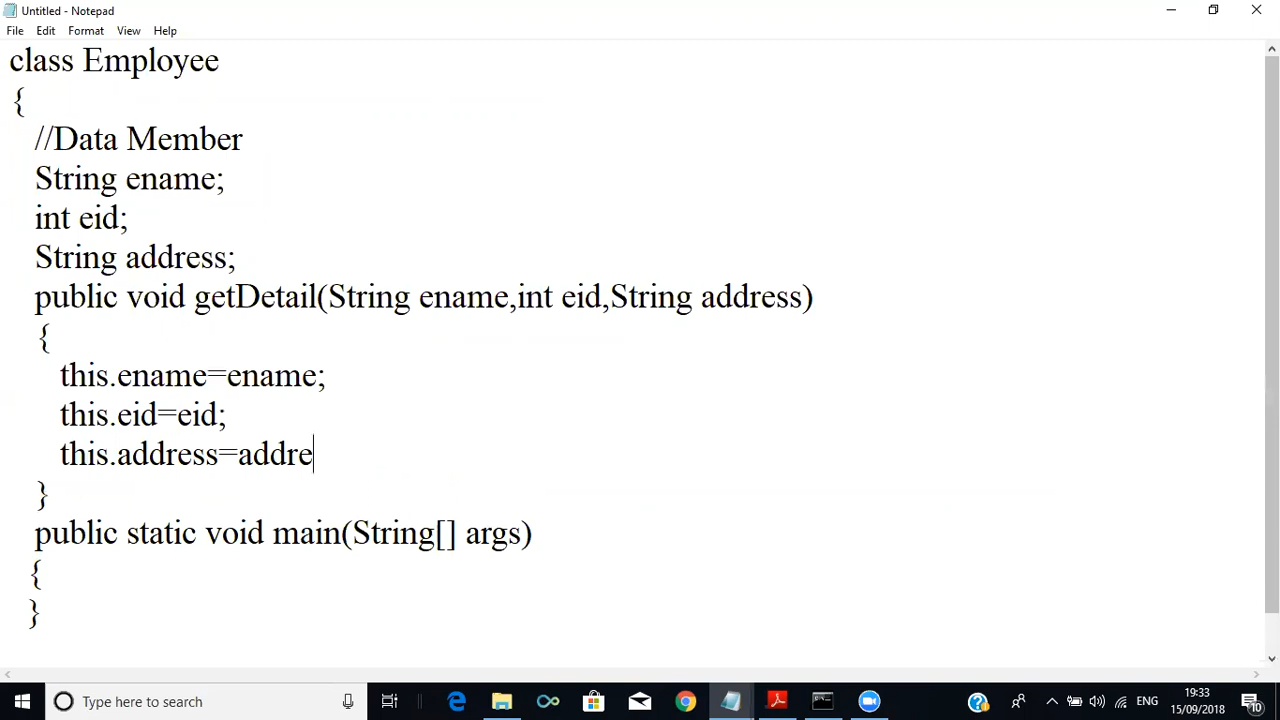 Untitled - Notepad
File Edit Format View Help
class Employee
{
//Data Member
String ename;
int eid;
String address;
public void getDetail(String ename,int eid,String address)
{
this.ename=ename;
this.eid=eid;
this.address=addre
}
public static void main(String[] args)
{
}
Type here to search
ENG
19:33
15/09/2018
10